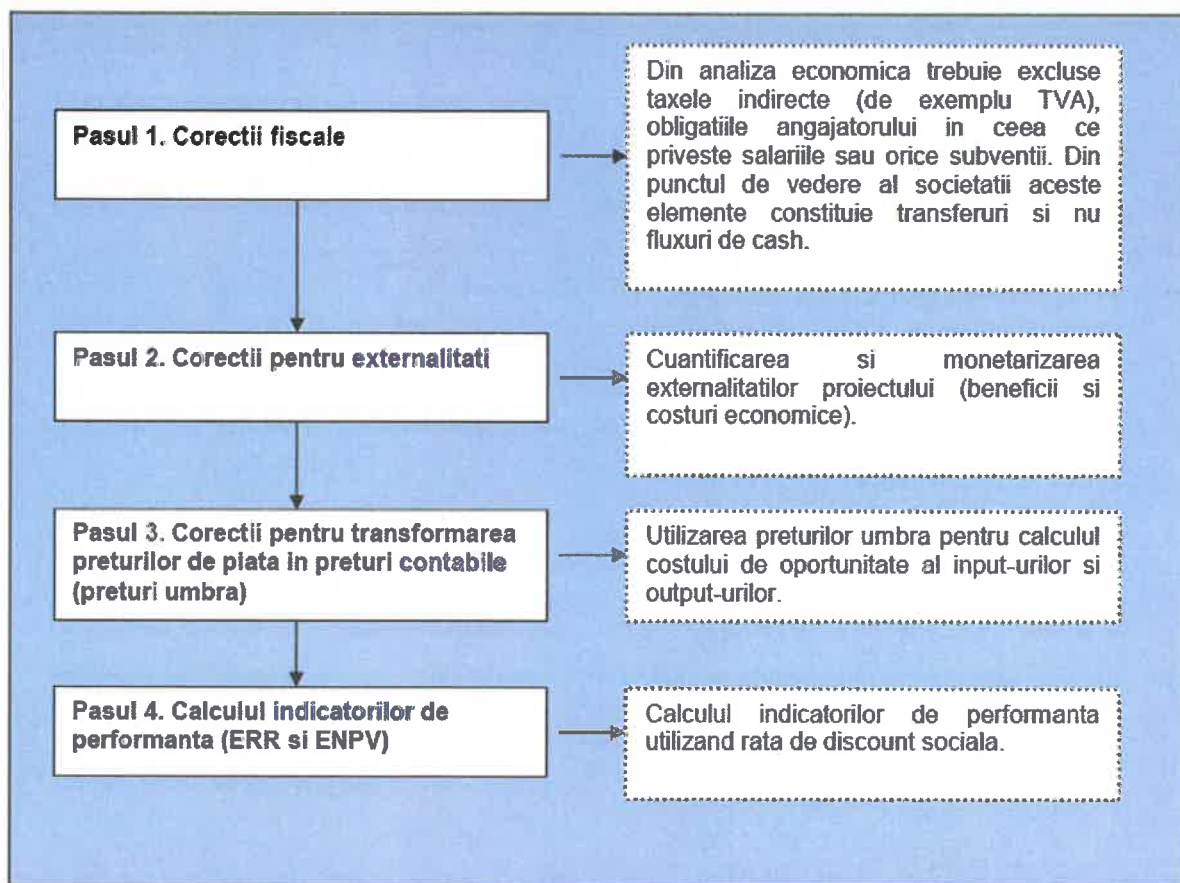 Pasul 1. Corectii fiscale
Din analiza economica trebuie excluse
taxele indirecte (de exemplu TVA),
obligatiile angajatorului in ceea ce
priveste salariile sau orice subventii. Din
punctul de vedere al societatii aceste
elemente constituie transferuri si nu
fluxuri de cash.
Pasul 2. Corectii pentru externalitati
Cuantificarea si monetarizarea
externalitatilor proiectului (beneficii si
costuri economice).
Pasul 3. Corectii pentru transformarea
preturilor de piata in preturi contabile
(preturi umbra)
Utilizarea preturilor umbra pentru calculul
costului de oportunitate al input-urilor si
output-urilor.
Pasul 4. Calculul indicatorilor de
performanta (ERR si ENPV)
Calculul indicatorilor de performanta
utilizand rata de discount sociala.